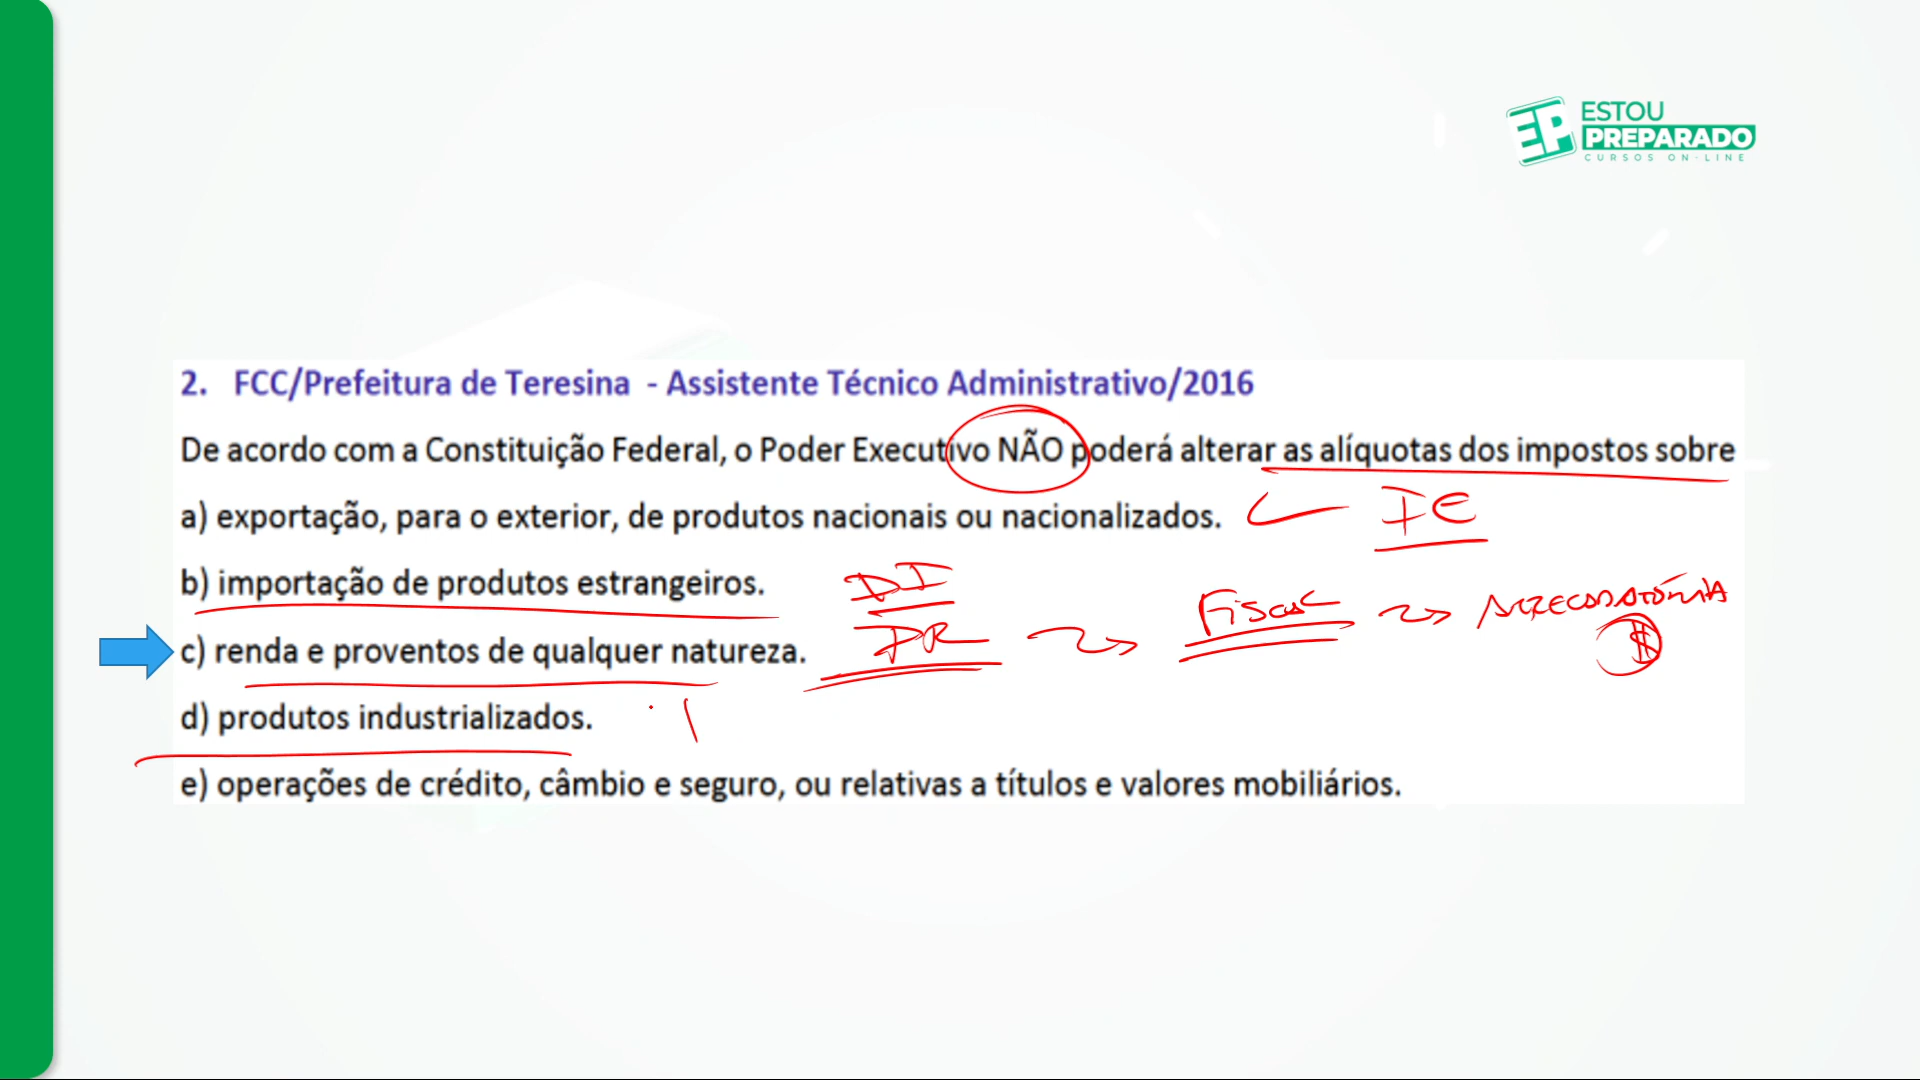 EP ESTOU
PREPARADO
CURSOS ON-LINE
2. FCC/Prefeitura de Teresina - Assistente Técnico Administrativo/2016
De acordo com a Constituição Federal, o Poder Executivo NÃO poderá alterar as alíquotas dos impostos sobre
a) exportação, para o exterior, de produtos nacionais ou nacionalizados. IE
b) importação de produtos estrangeiros. II
Fiscal ARRECADATÓRIA
$
c) renda e proventos de qualquer natureza. IR
d) produtos industrializados.
e) operações de crédito, câmbio e seguro, ou relativas a títulos e valores mobiliários.